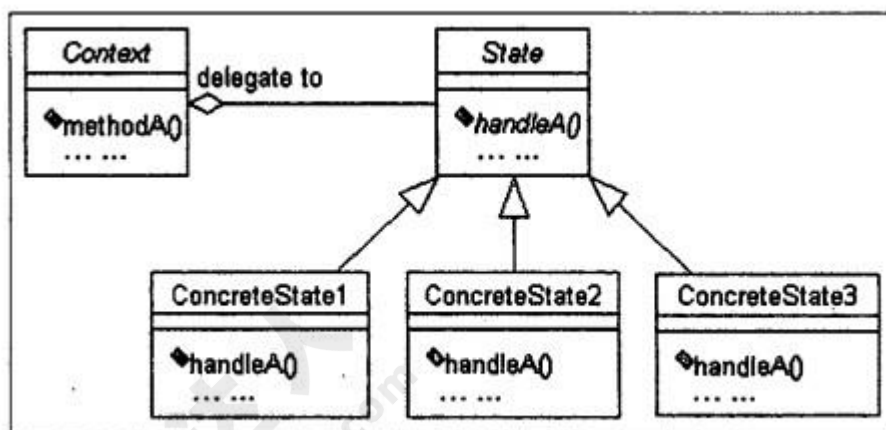 Context
methodA()
... ...
delegate to
State
handleA()
... ...
ConcreteState1
handleA()
... ...
ConcreteState2
handleA()
... ...
ConcreteState3
handleA()
... ...